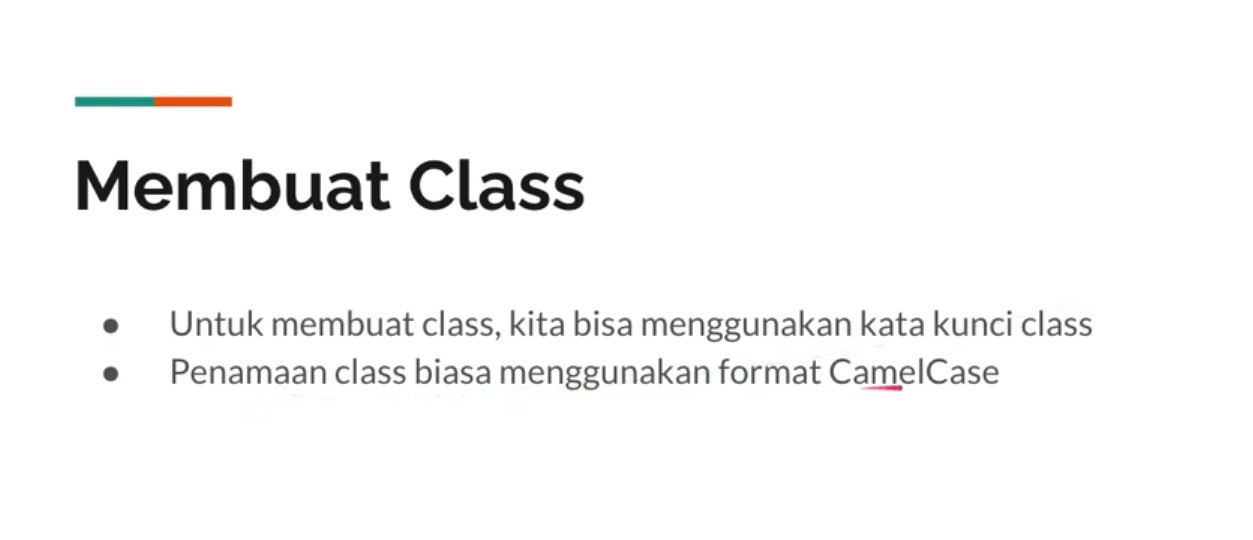 Membuat Class
● Untuk membuat class, kita bisa menggunakan kata kunci class
● Penamaan class biasa menggunakan format CamelCase